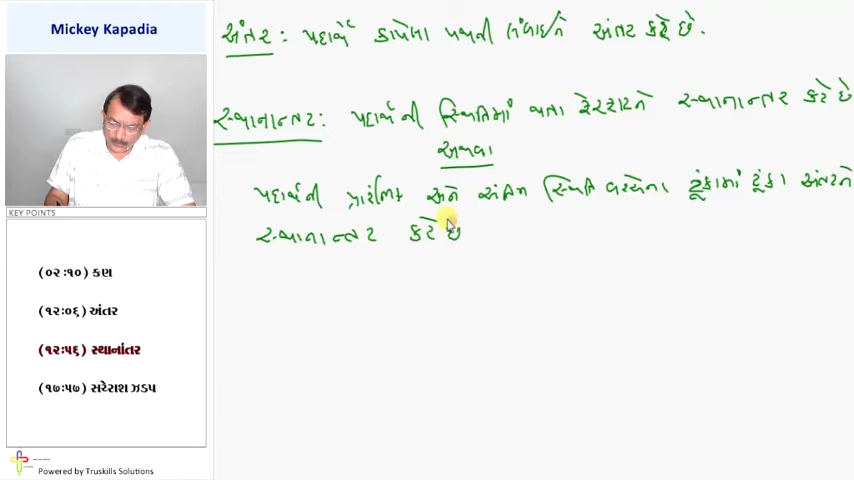 Mickey Kapadia
KEY POINTS
(૦૨:૧૦) કણ
(૧૨:૦૬) અંતર
(૧૨:૫૬) સ્થાનાંતર
(૧૭:૫૭) સરેરાશ ઝડપ
Powered by Truskills Solutions
અંતર : પદાર્થે કાપેલા પથની લંબાઈને અંતર કહે છે.
સ્થાનાન્તર : પદાર્થની સ્થિતિમાં થતા ફેરફારને સ્થાનાન્તર કહે છે
અથવા
પદાર્થની પ્રારંભિક અને અંતિમ સ્થિતિ વચ્ચેના ટૂંકામાં ટૂંકા અંતરને
સ્થાનાન્તર કહે છે